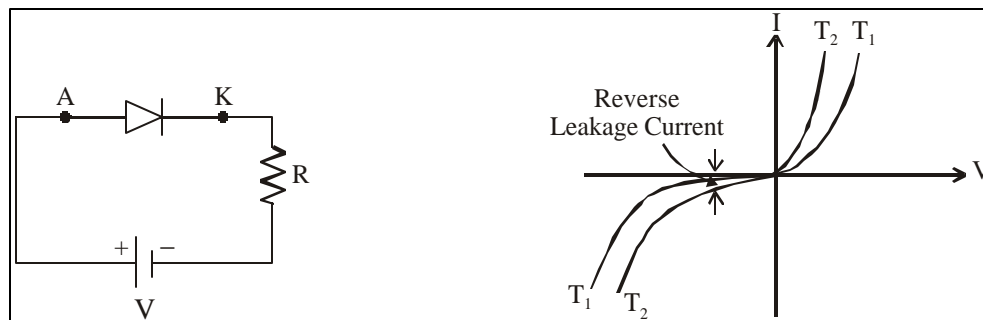 A
K
R
+ −
V
I
T2 T1
Reverse
Leakage Current
V
T1 T2